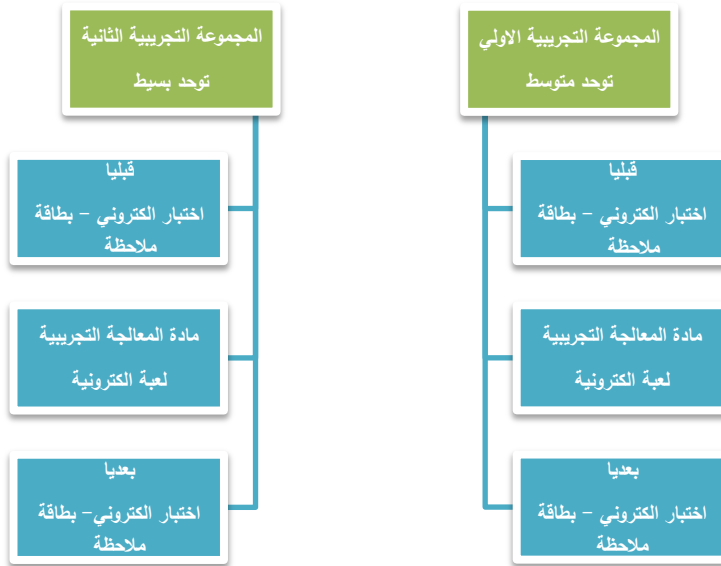 المجموعة التجريبية الاولي
توحد متوسط
قبليا
اختبار الكتروني – بطاقة
ملاحظة
مادة المعالجة التجريبية
لعبة الكترونية
بعديا
اختبار الكتروني – بطاقة
ملاحظة
المجموعة التجريبية الثانية
توحد بسيط
قبليا
اختبار الكتروني – بطاقة
ملاحظة
مادة المعالجة التجريبية
لعبة الكترونية
بعديا
اختبار الكتروني– بطاقة
ملاحظة